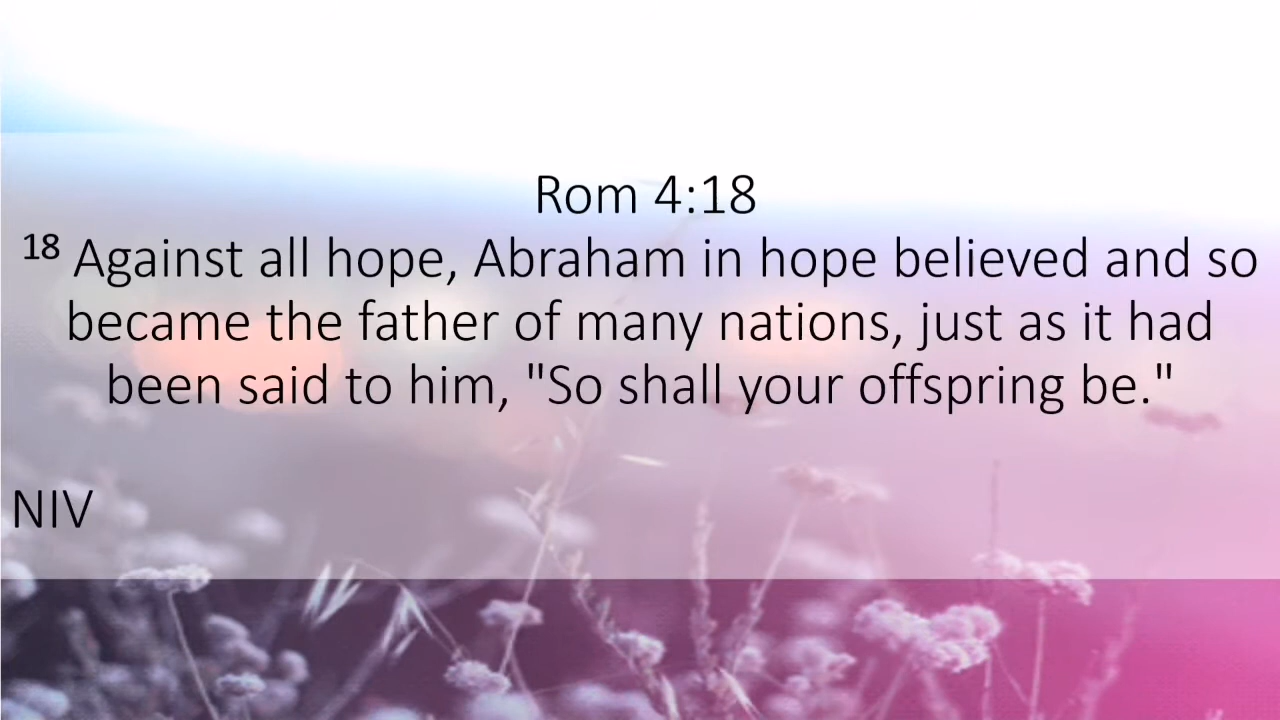 Rom 4:18
18 Against all hope, Abraham in hope believed and so
became the father of many nations, just as it had
been said to him, "So shall your offspring be."
NIV